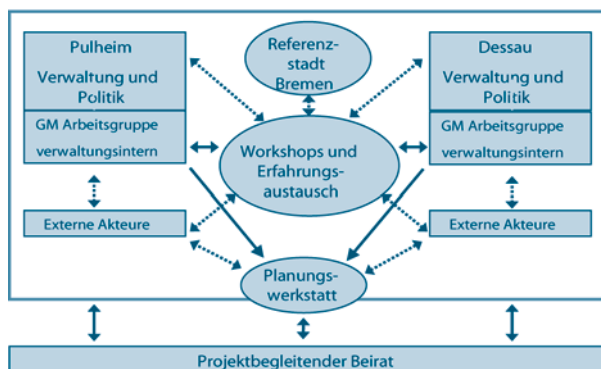 Pulheim
Verwaltung und
Politik
GM Arbeitsgruppe
verwaltungsintern
Externe Akteure
Referenz-
stadt
Bremen
Workshops und
Erfahrungs-
austausch
Planungs-
werkstatt
Dessau
Verwaltung und
Politik
GM Arbeitsgruppe
verwaltungsintern
Externe Akteure
Projektbegleitender Beirat